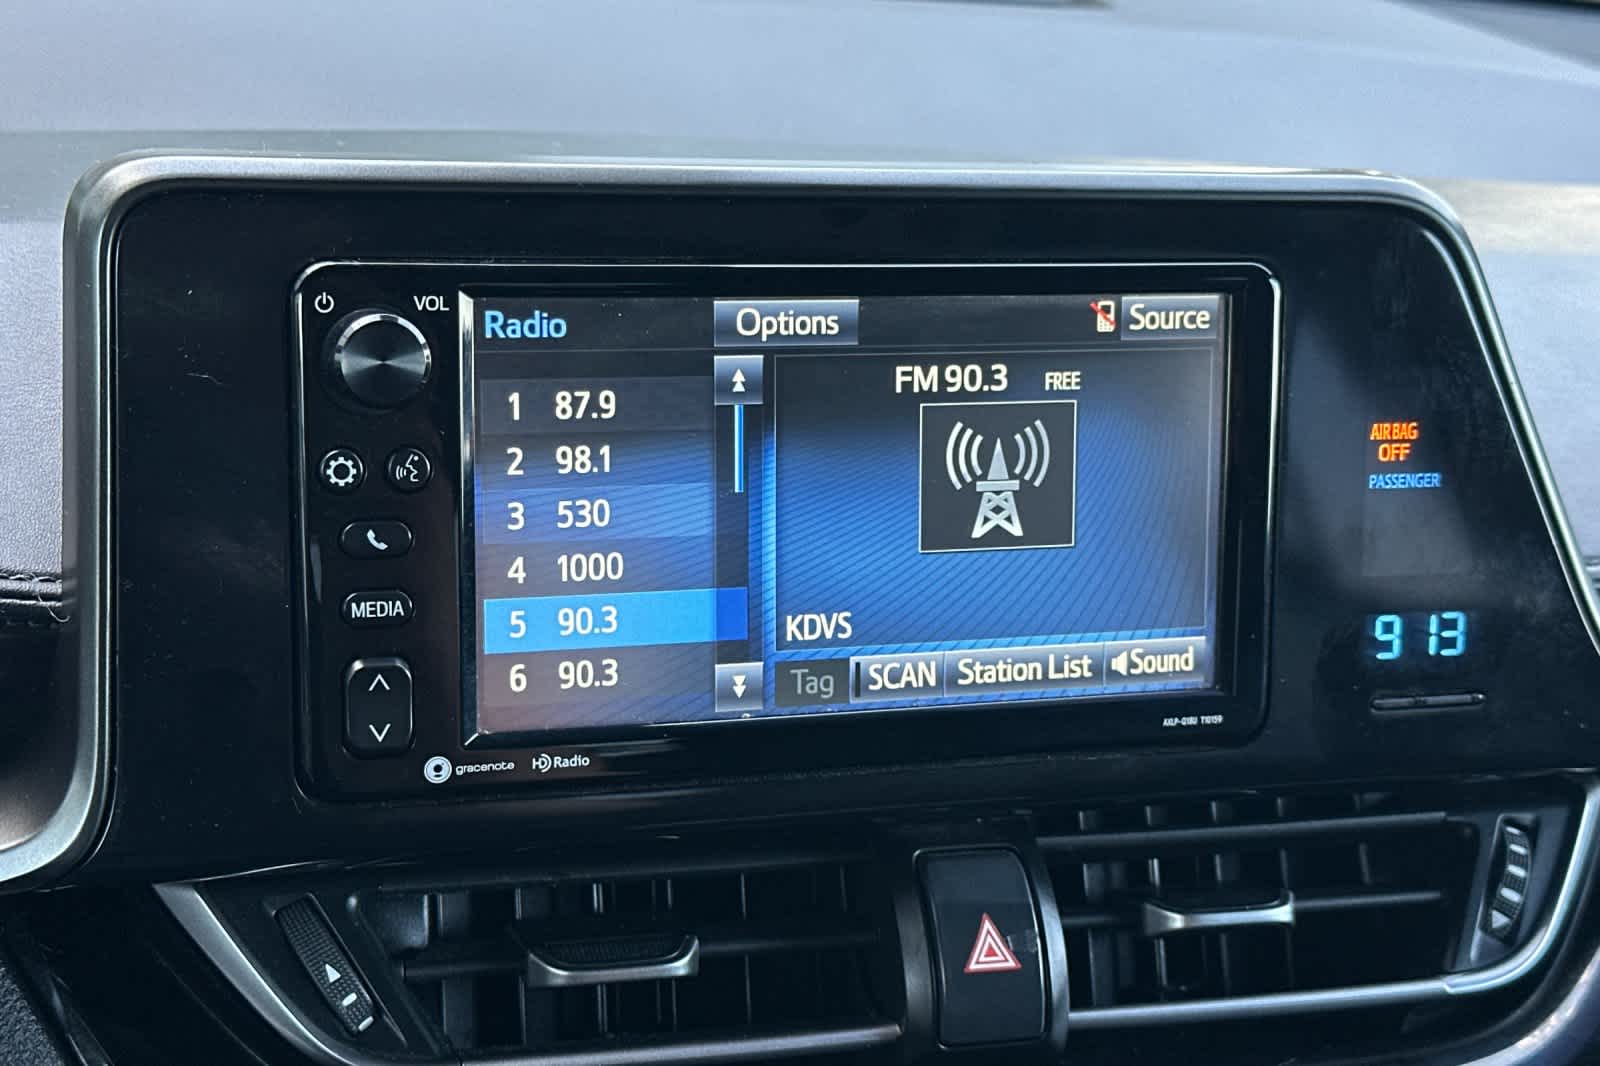 VOL
Radio
Options
Source
1 87.9
2 98.1
3 530
4 1000
5 90.3
6 90.3
FM 90.3 FREE
KDVS
Tag
SCAN
Station List
Sound
MEDIA
gracenote
HD Radio
AIR BAG
OFF
PASSENGER
9 13